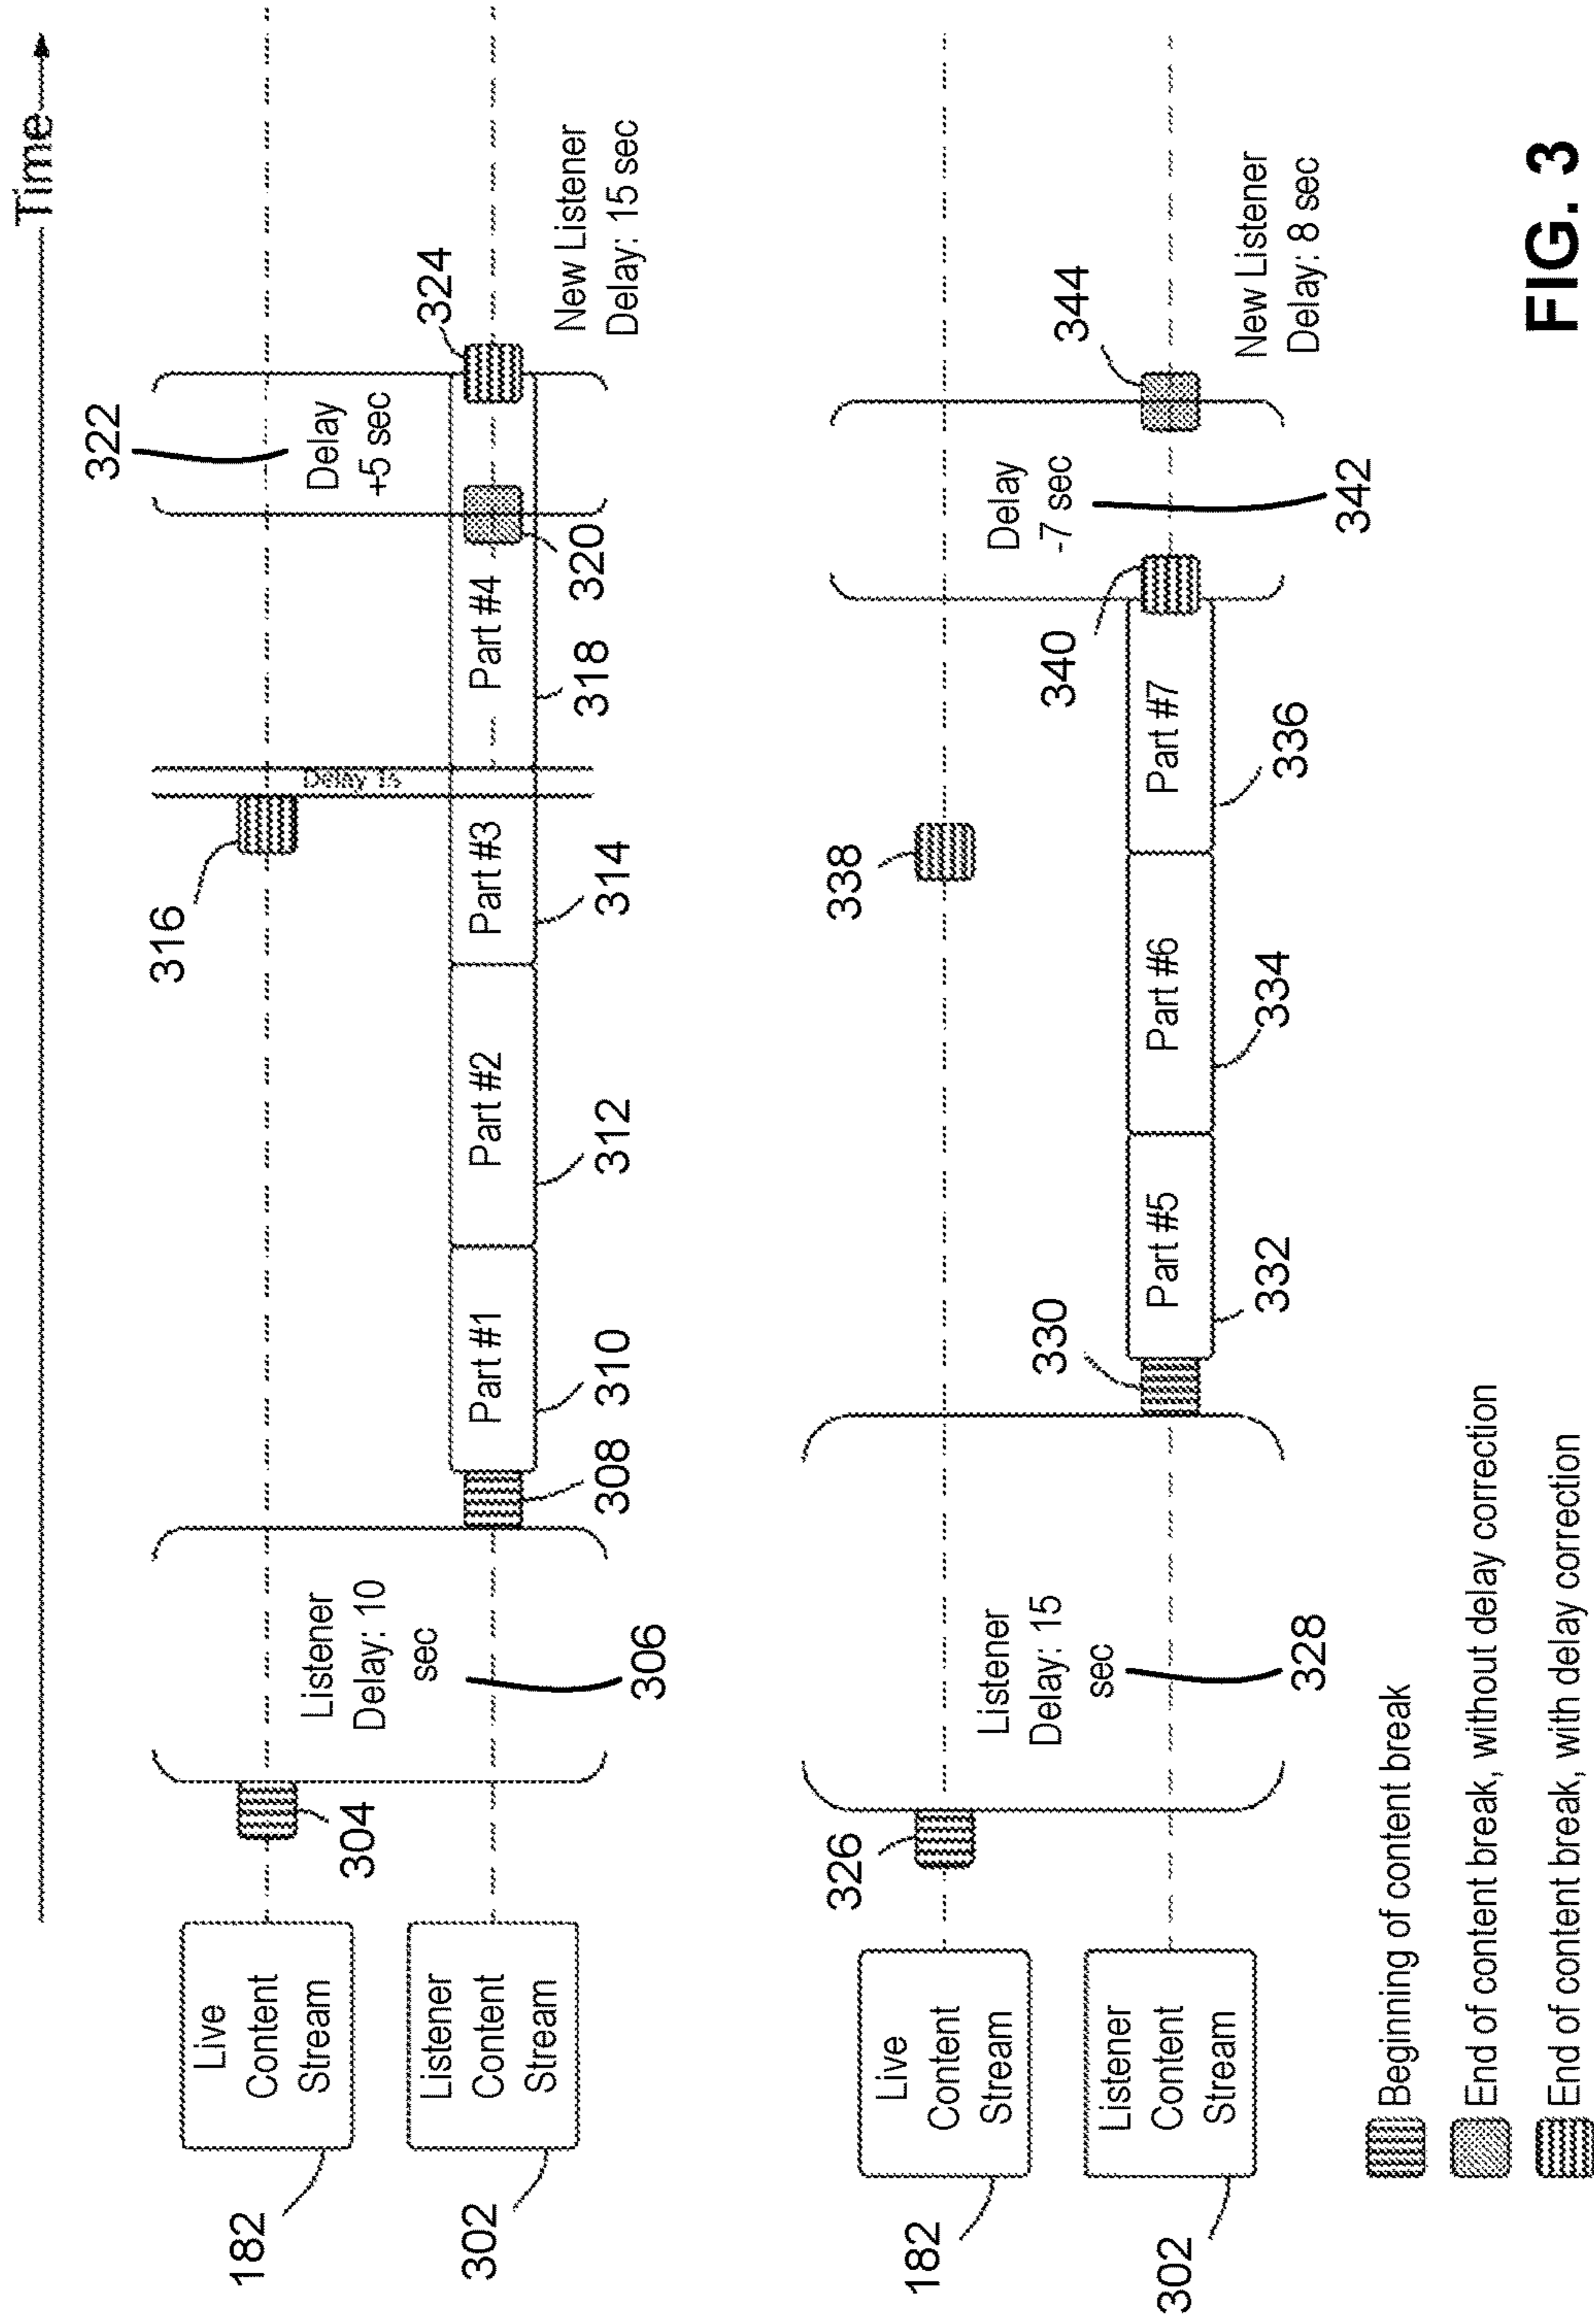 Time
322
316
Delay
+5 sec
324
Delay 1s
Live
Content
Stream
182
304
Listener
Delay: 10
sec
306
Listener
Content
Stream
302
308
Part #1
310
Part #2
312
Part #3
314
Part #4
318
320
New Listener
Delay: 15 sec
Live
Content
Stream
182
326
338
Listener
Delay: 15
sec
328
Delay
-7 sec
342
Listener
Content
Stream
302
330
Part #5
332
Part #6
334
Part #7
336
340
344
New Listener
Delay: 8 sec
Beginning of content break
End of content break, without delay correction
End of content break, with delay correction
FIG. 3